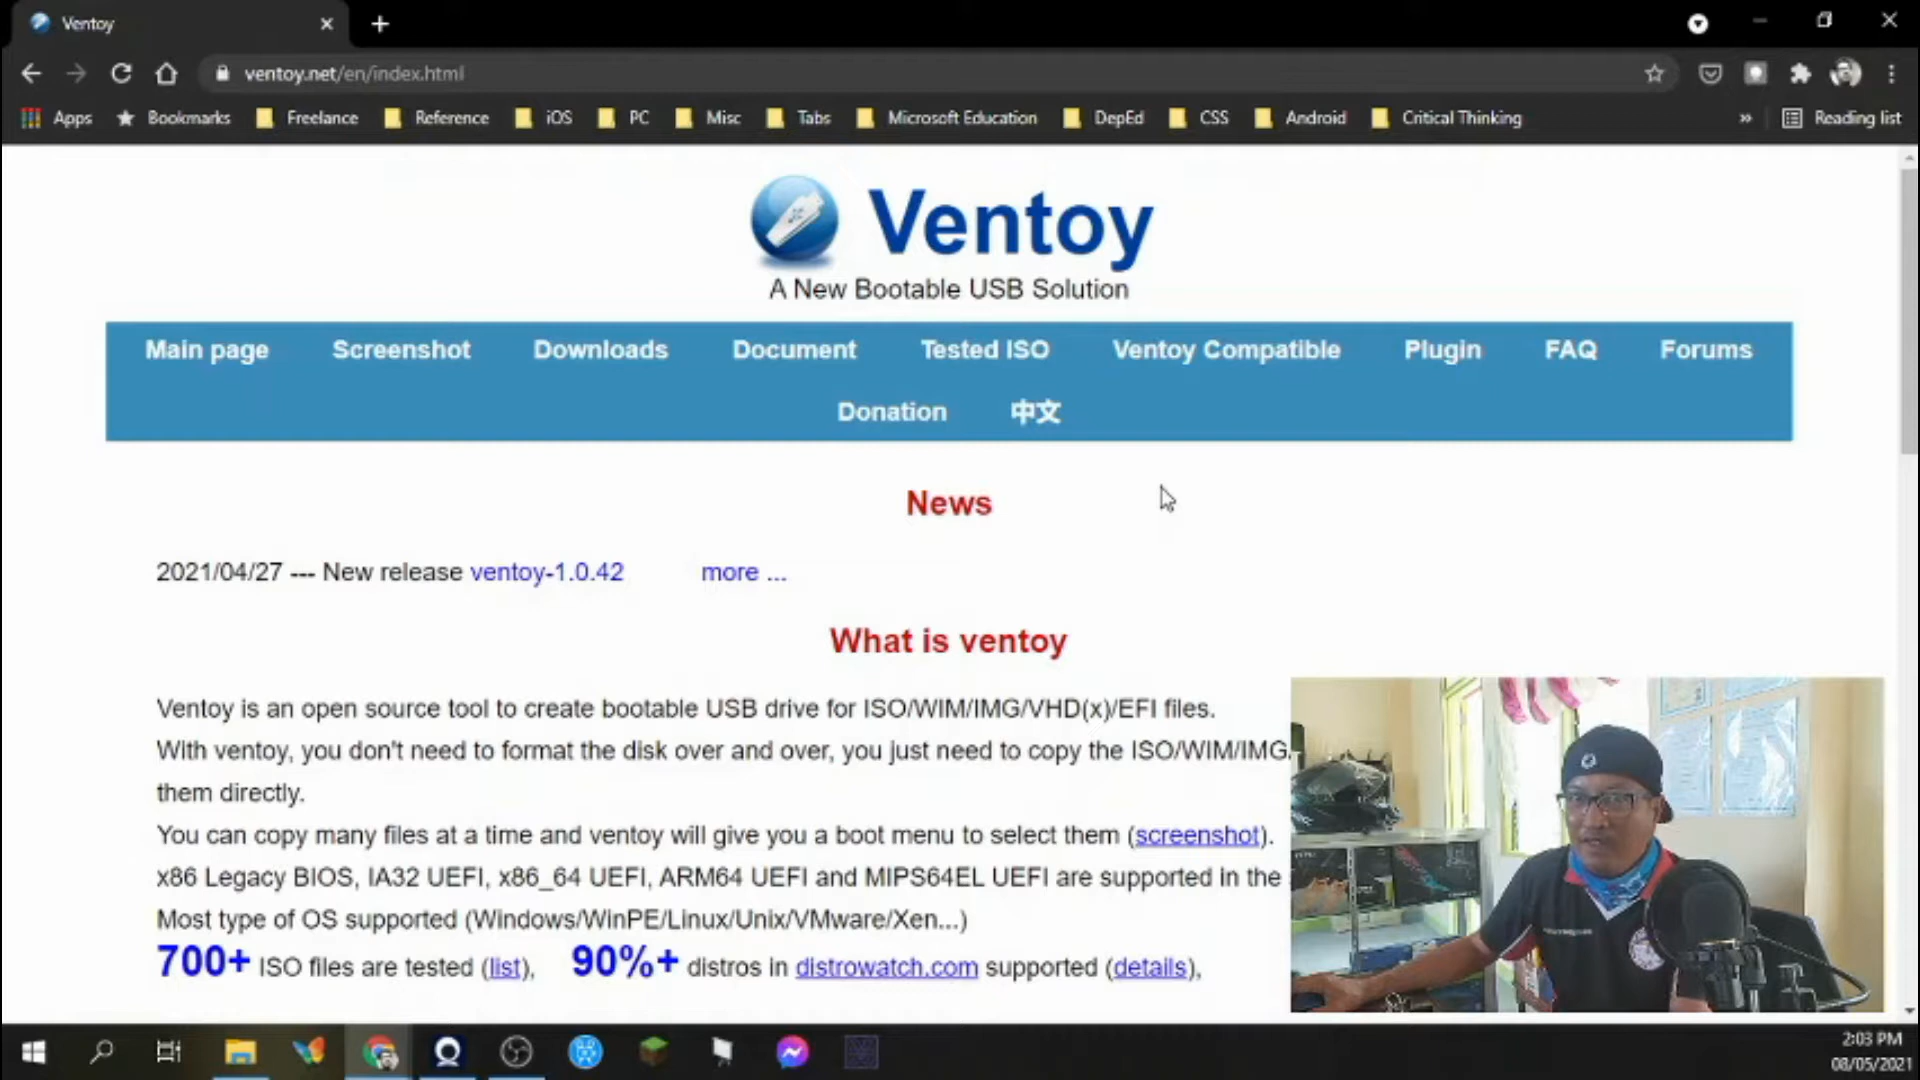 Ventoy
ventoy.net/en/index.html
Apps Bookmarks Freelance Reference iOS PC Misc Tabs Microsoft Education DepEd CSS Android Critical Thinking » Reading list
Ventoy
A New Bootable USB Solution
Main page Screenshot Downloads Document Tested ISO Ventoy Compatible Plugin FAQ Forums
Donation 中文
News
2021/04/27 --- New release ventoy-1.0.42 more ...
What is ventoy
Ventoy is an open source tool to create bootable USB drive for ISO/WIM/IMG/VHD(x)/EFI files.
With ventoy, you don't need to format the disk over and over, you just need to copy the ISO/WIM/IMG
them directly.
You can copy many files at a time and ventoy will give you a boot menu to select them (screenshot).
x86 Legacy BIOS, IA32 UEFI, x86_64 UEFI, ARM64 UEFI and MIPS64EL UEFI are supported in the
Most type of OS supported (Windows/WinPE/Linux/Unix/VMware/Xen...)
700+ ISO files are tested (list), 90%+ distros in distrowatch.com supported (details),
2:03 PM
08/05/2021